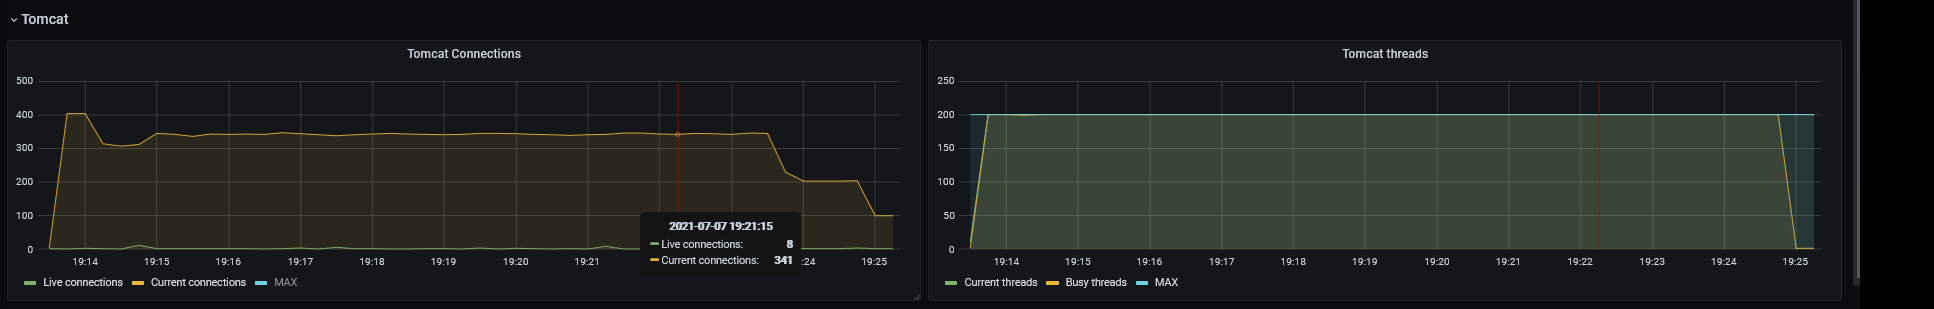 Tomcat
Tomcat Connections
500
400
300
200
100
0
19:14 19:15 19:16 19:17 19:18 19:19 19:20 19:21 :24 19:25
2021-07-07 19:21:15
Live connections: 8
Current connections: 341
Live connections Current connections MAX
Tomcat threads
250
200
150
100
50
0
19:14 19:15 19:16 19:17 19:18 19:19 19:20 19:21 19:22 19:23 19:24 19:25
Current threads Busy threads MAX